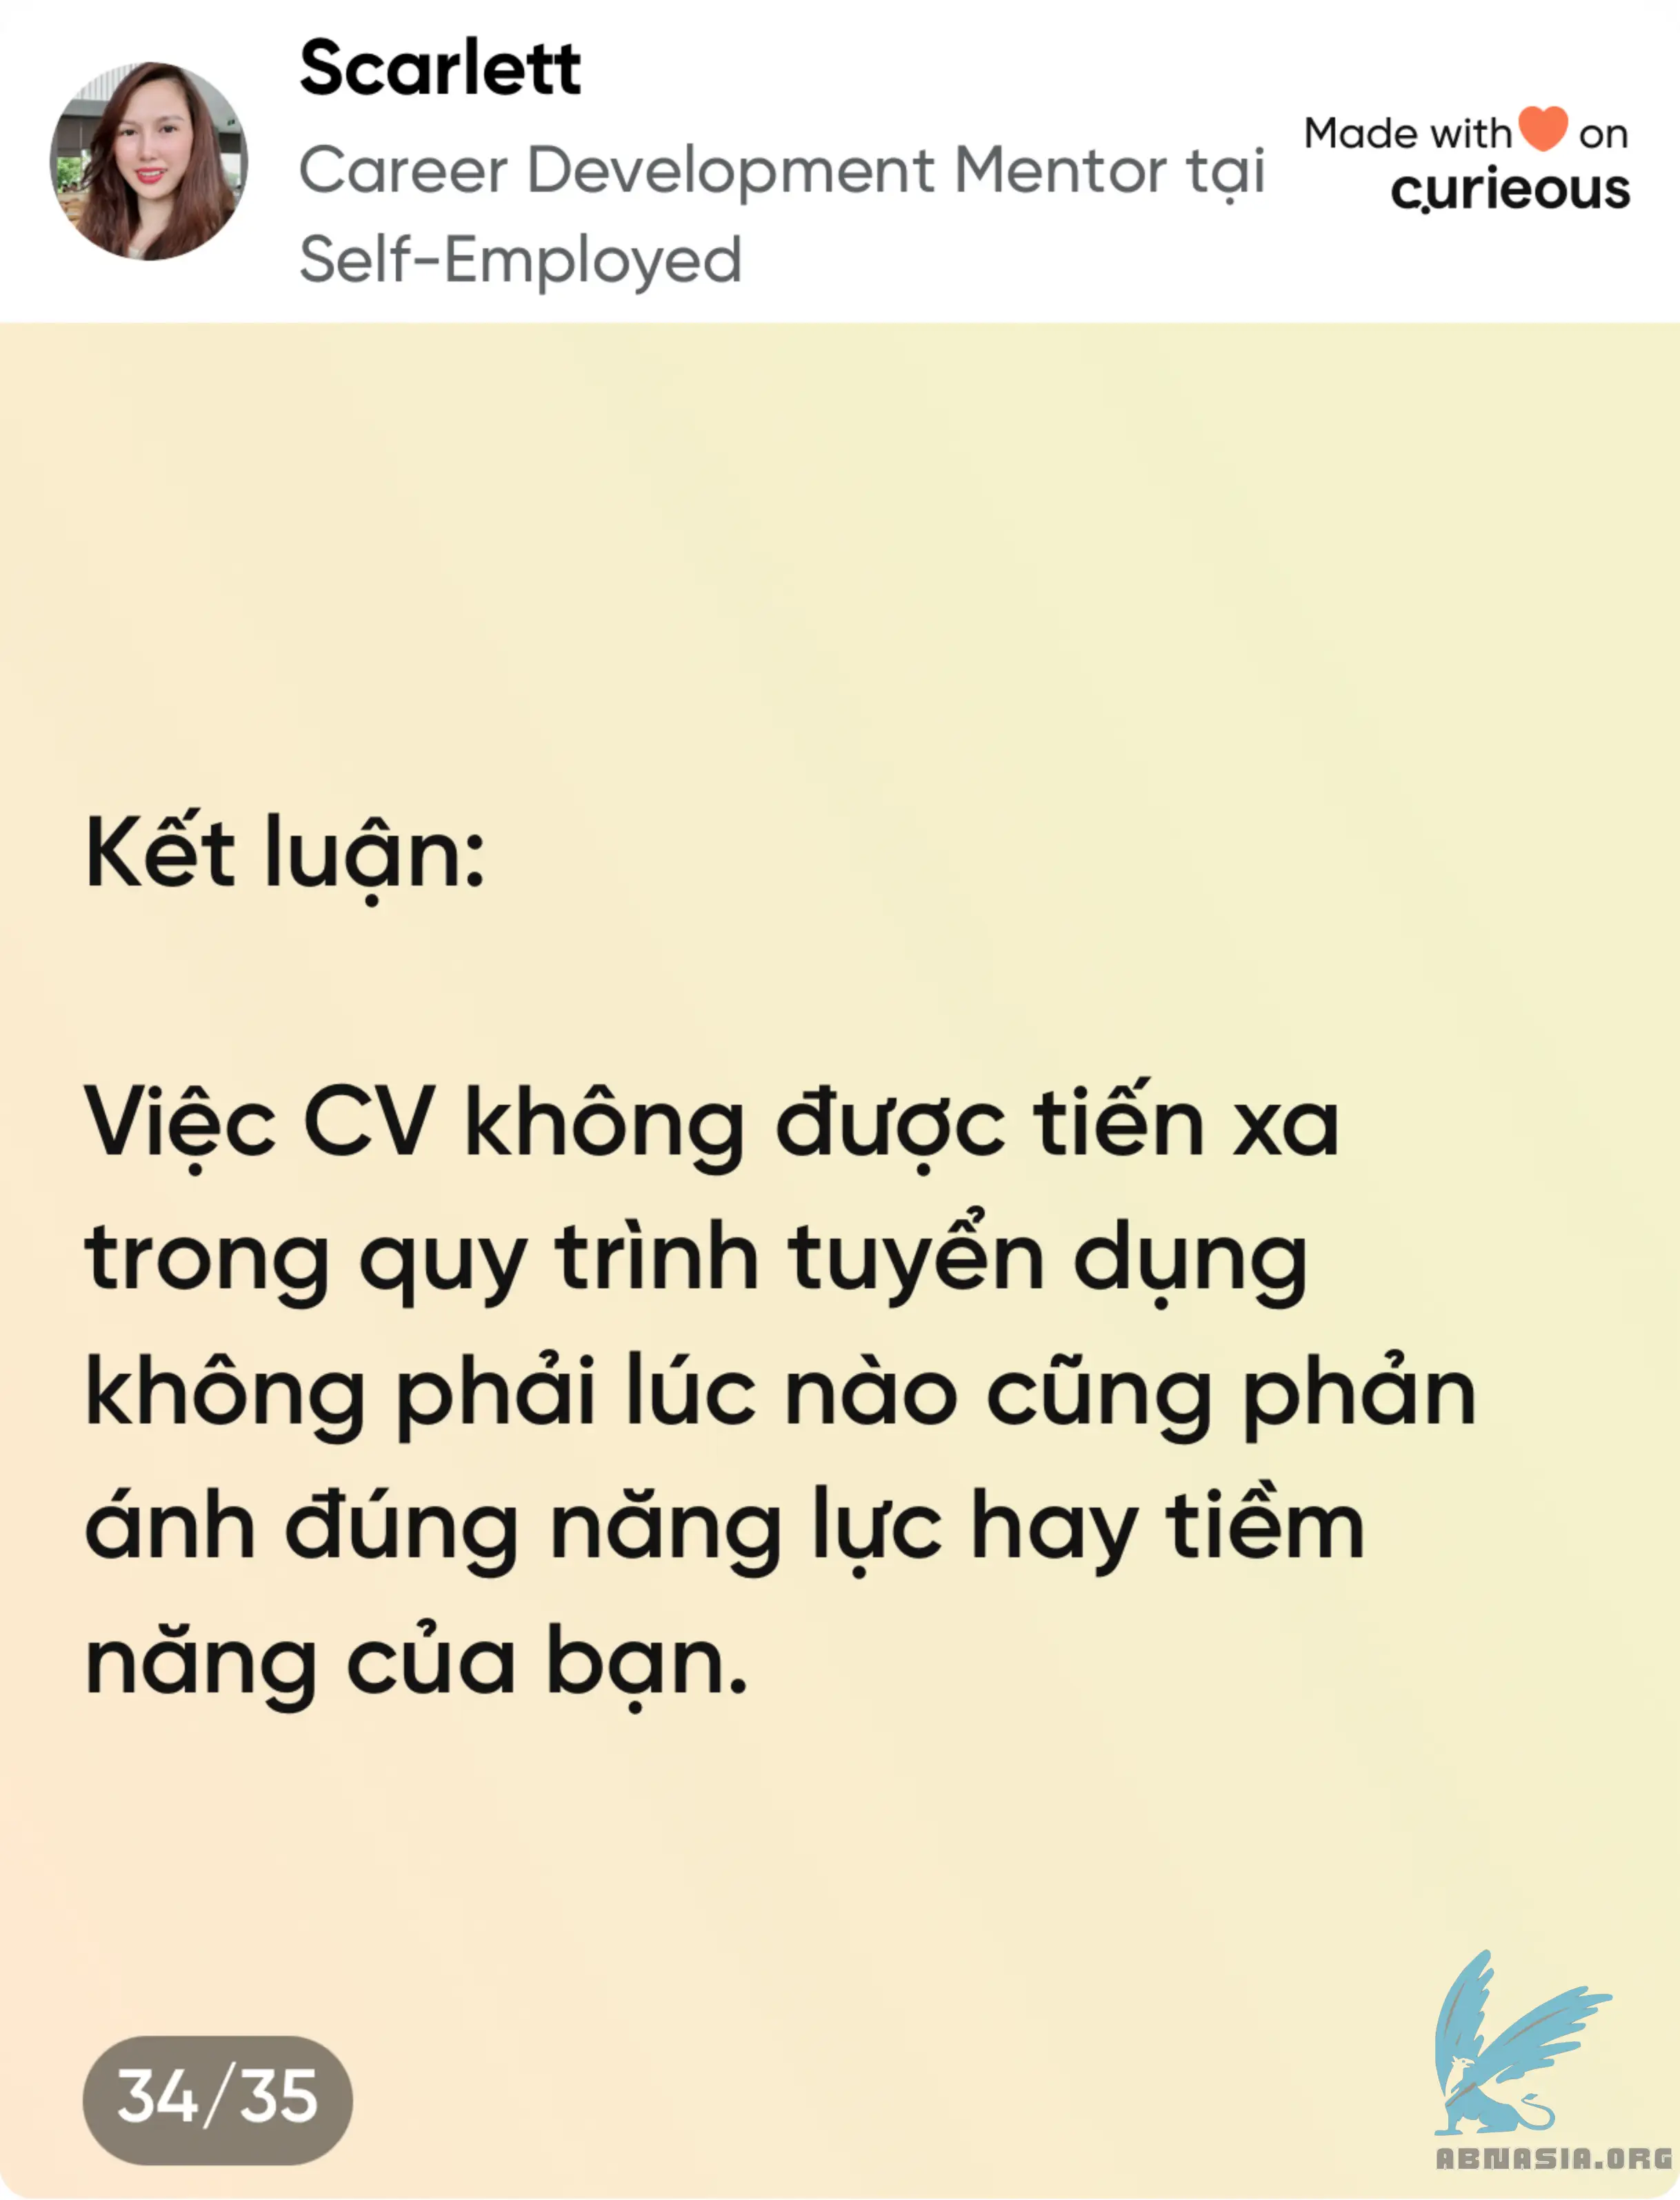 Scarlett
Career Development Mentor tại
Self-Employed
Made with on
curieous
Kết luận:
Việc CV không được tiến xa
trong quy trình tuyển dụng
không phải lúc nào cũng phản
ánh đúng năng lực hay tiềm
năng của bạn.
34/35
ABNASIA.ORG